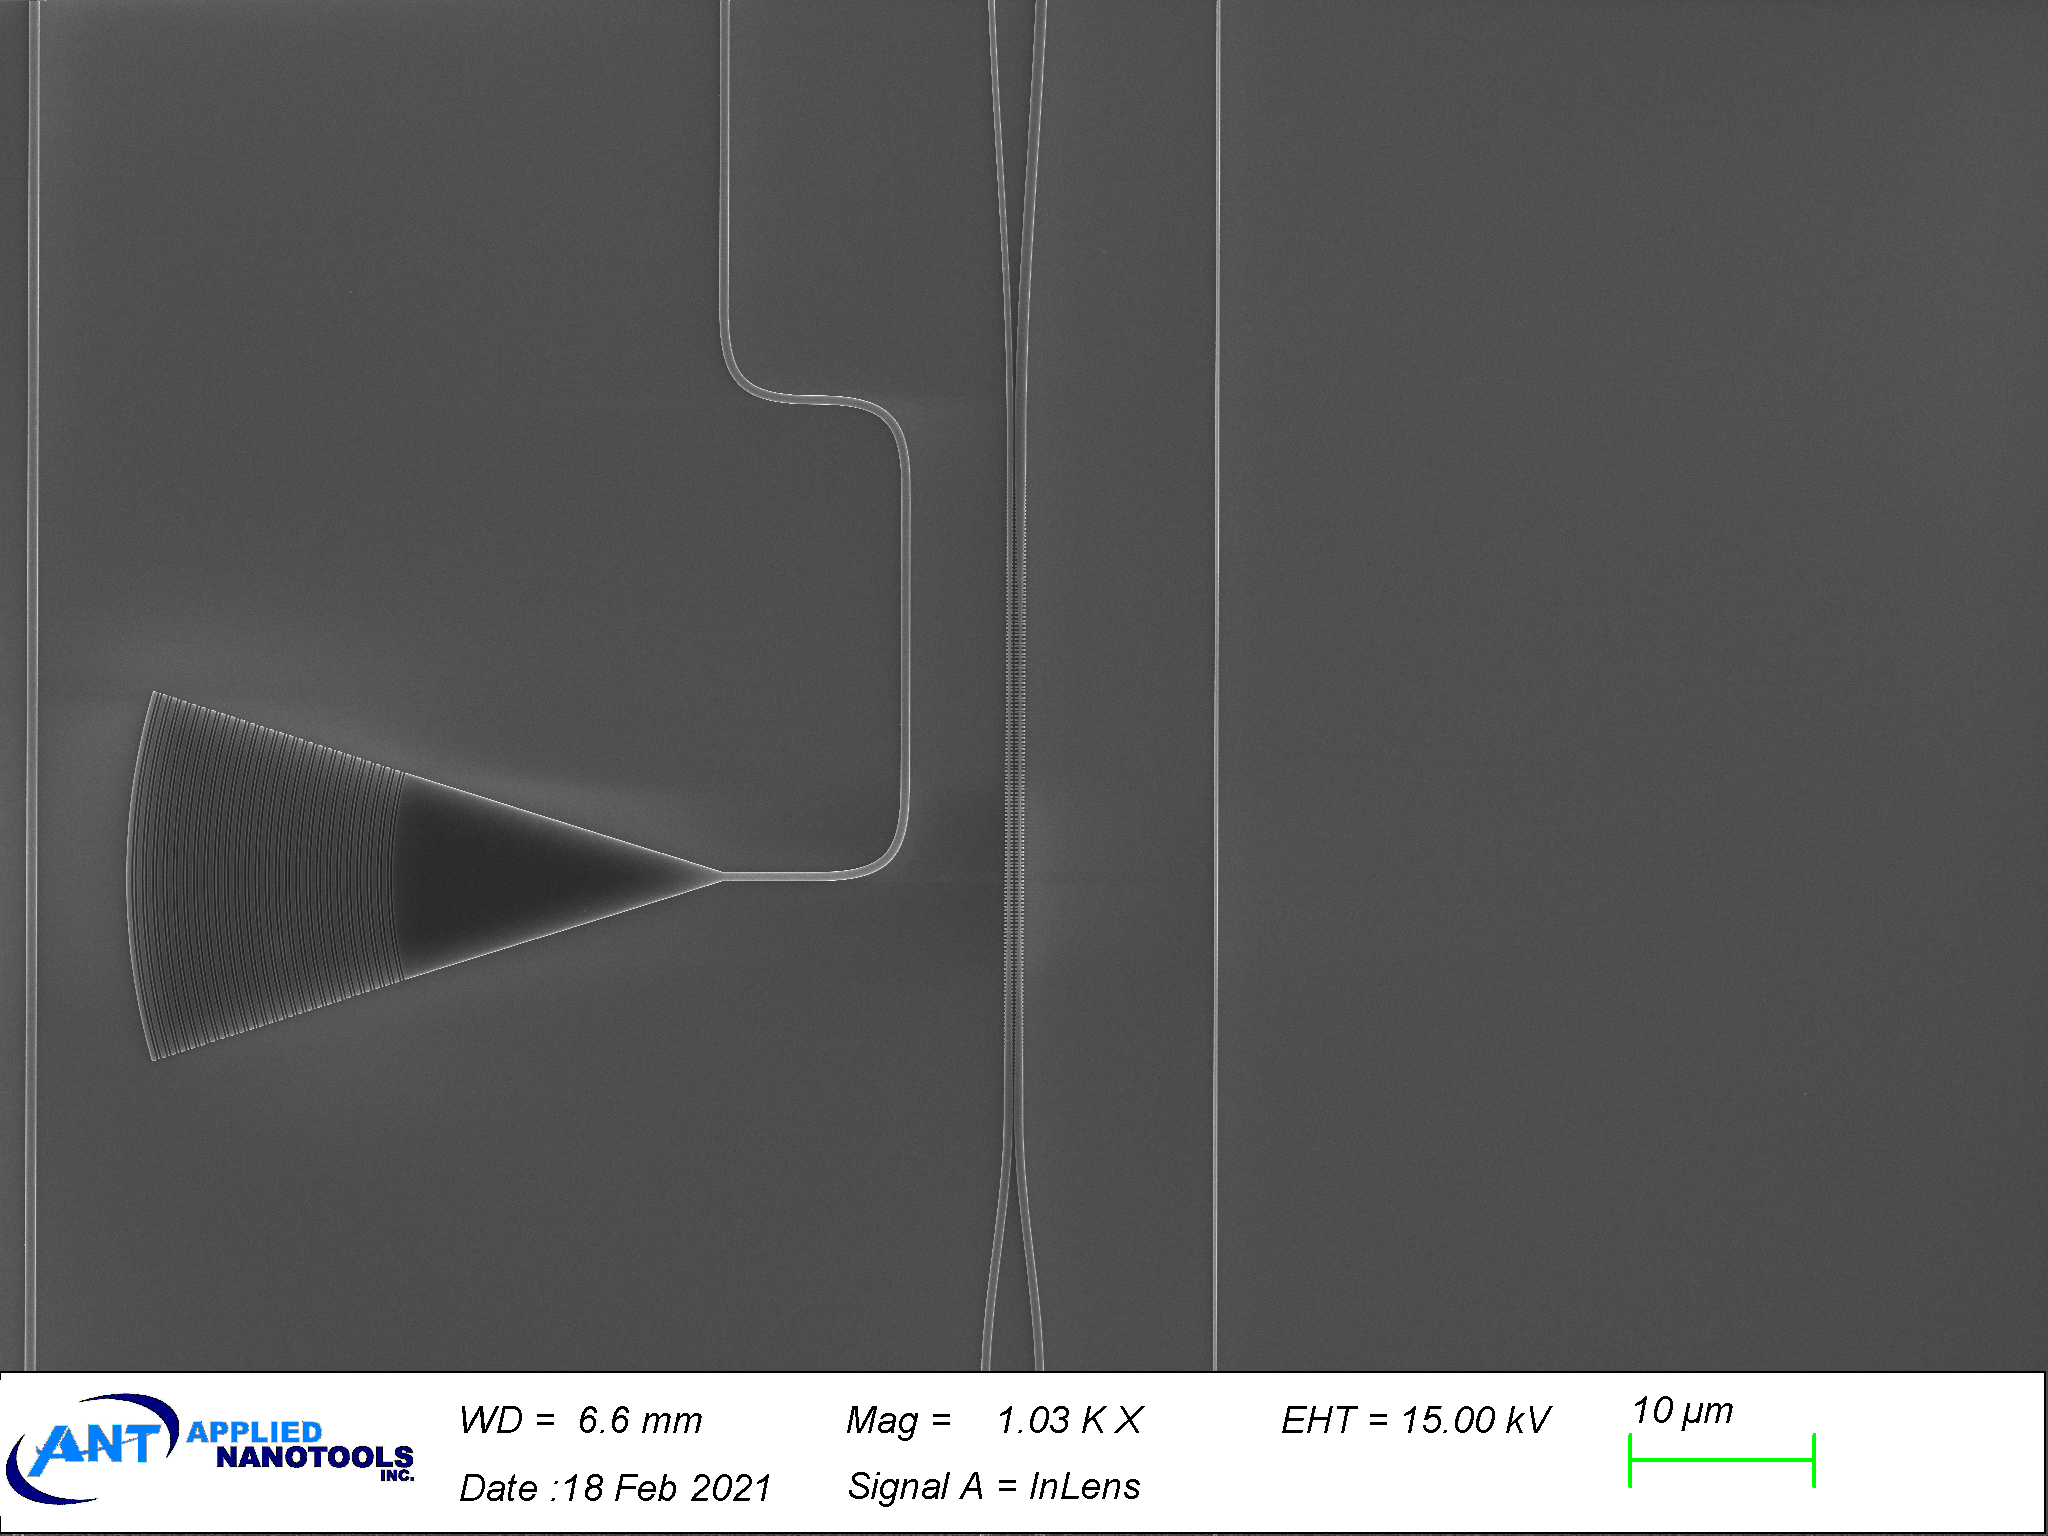 ANT APPLIED
NANOTOOLS
INC.
WD = 6.6 mm
Mag = 1.03 K X
EHT = 15.00 kV
10 µm
Date :18 Feb 2021
Signal A = InLens